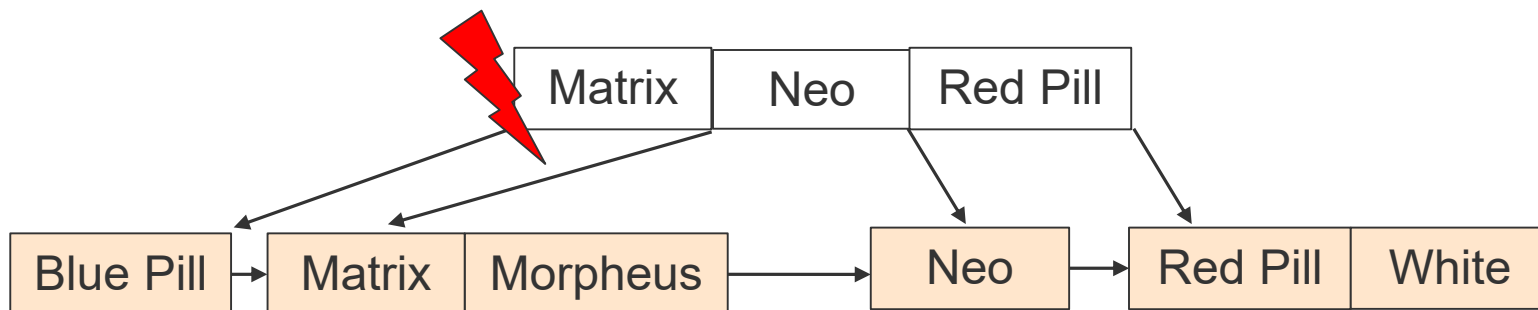 Matrix Neo Red Pill
Blue Pill Matrix Morpheus Neo Red Pill White